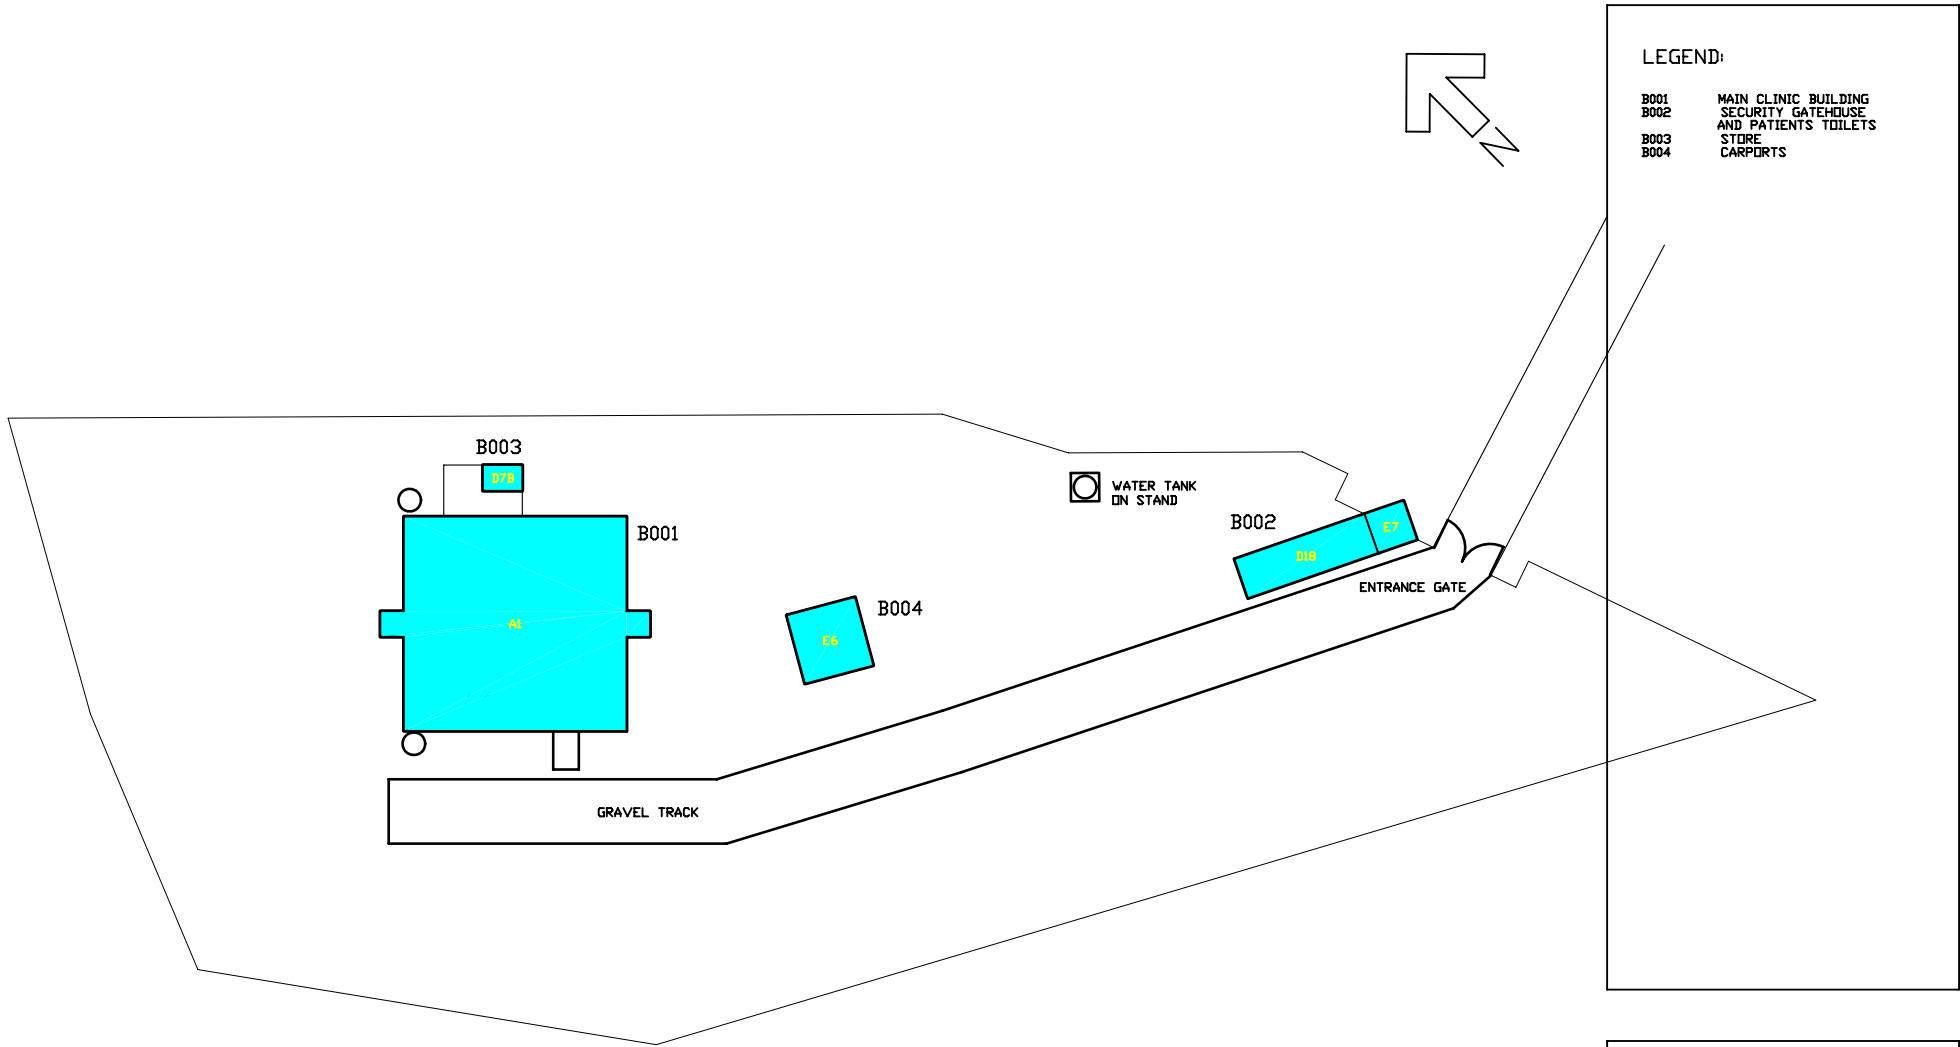 LEGEND:
B001 MAIN CLINIC BUILDING
B002 SECURITY GATEHOUSE
AND PATIENTS TOILETS
B003 STORE
B004 CARPORTS
N
B003
D7B
B001
A1
B004
E6
WATER TANK
ON STAND
B002
D18
E7
ENTRANCE GATE
GRAVEL TRACK